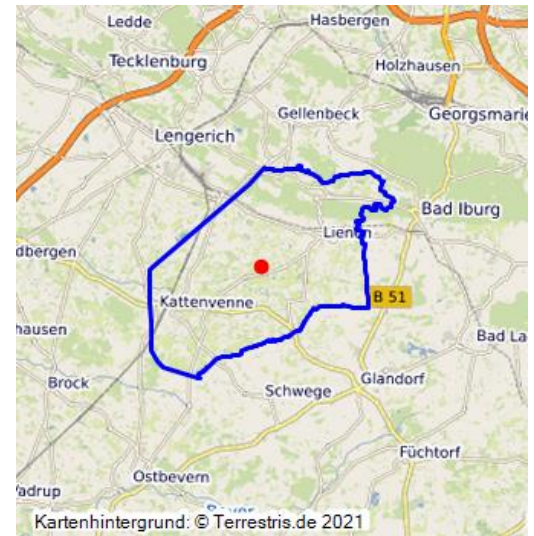 Ledde
Hasbergen
Tecklenburg
Holzhausen
Gellenbeck
Georgsmarie
Lengerich
Bad Iburg
Lienen
dbergen
B 51
Kattenvenne
hausen
Bad La
Brock
Glandorf
Schwege
Füchtorf
Ostbevern
Vadrup
Kartenhintergrund: © Terrestris.de 2021